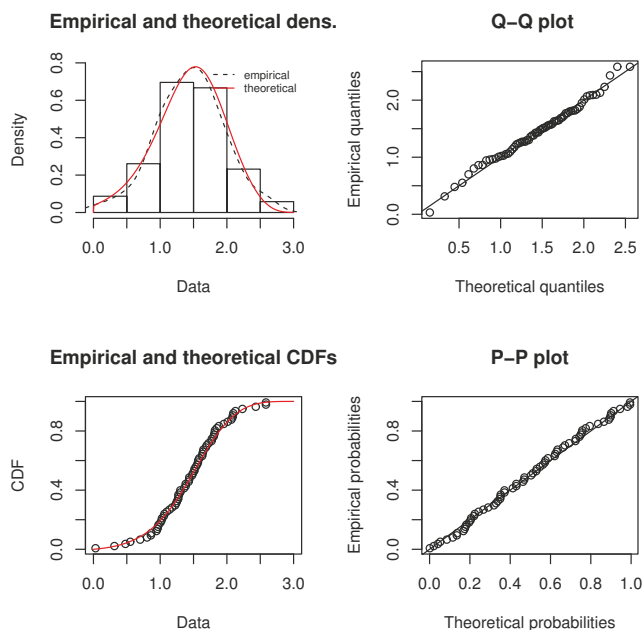 Empirical and theoretical dens.
Density
0.0 0.2 0.4 0.6 0.8
empirical
theoretical
0.0 1.0 2.0 3.0
Data
Q−Q plot
Empirical quantiles
0.0 1.0 2.0
0.5 1.0 1.5 2.0 2.5
Theoretical quantiles
Empirical and theoretical CDFs
CDF
0.0 0.4 0.8
0.0 1.0 2.0 3.0
Data
P−P plot
Empirical probabilities
0.0 0.4 0.8
0.0 0.2 0.4 0.6 0.8 1.0
Theoretical probabilities